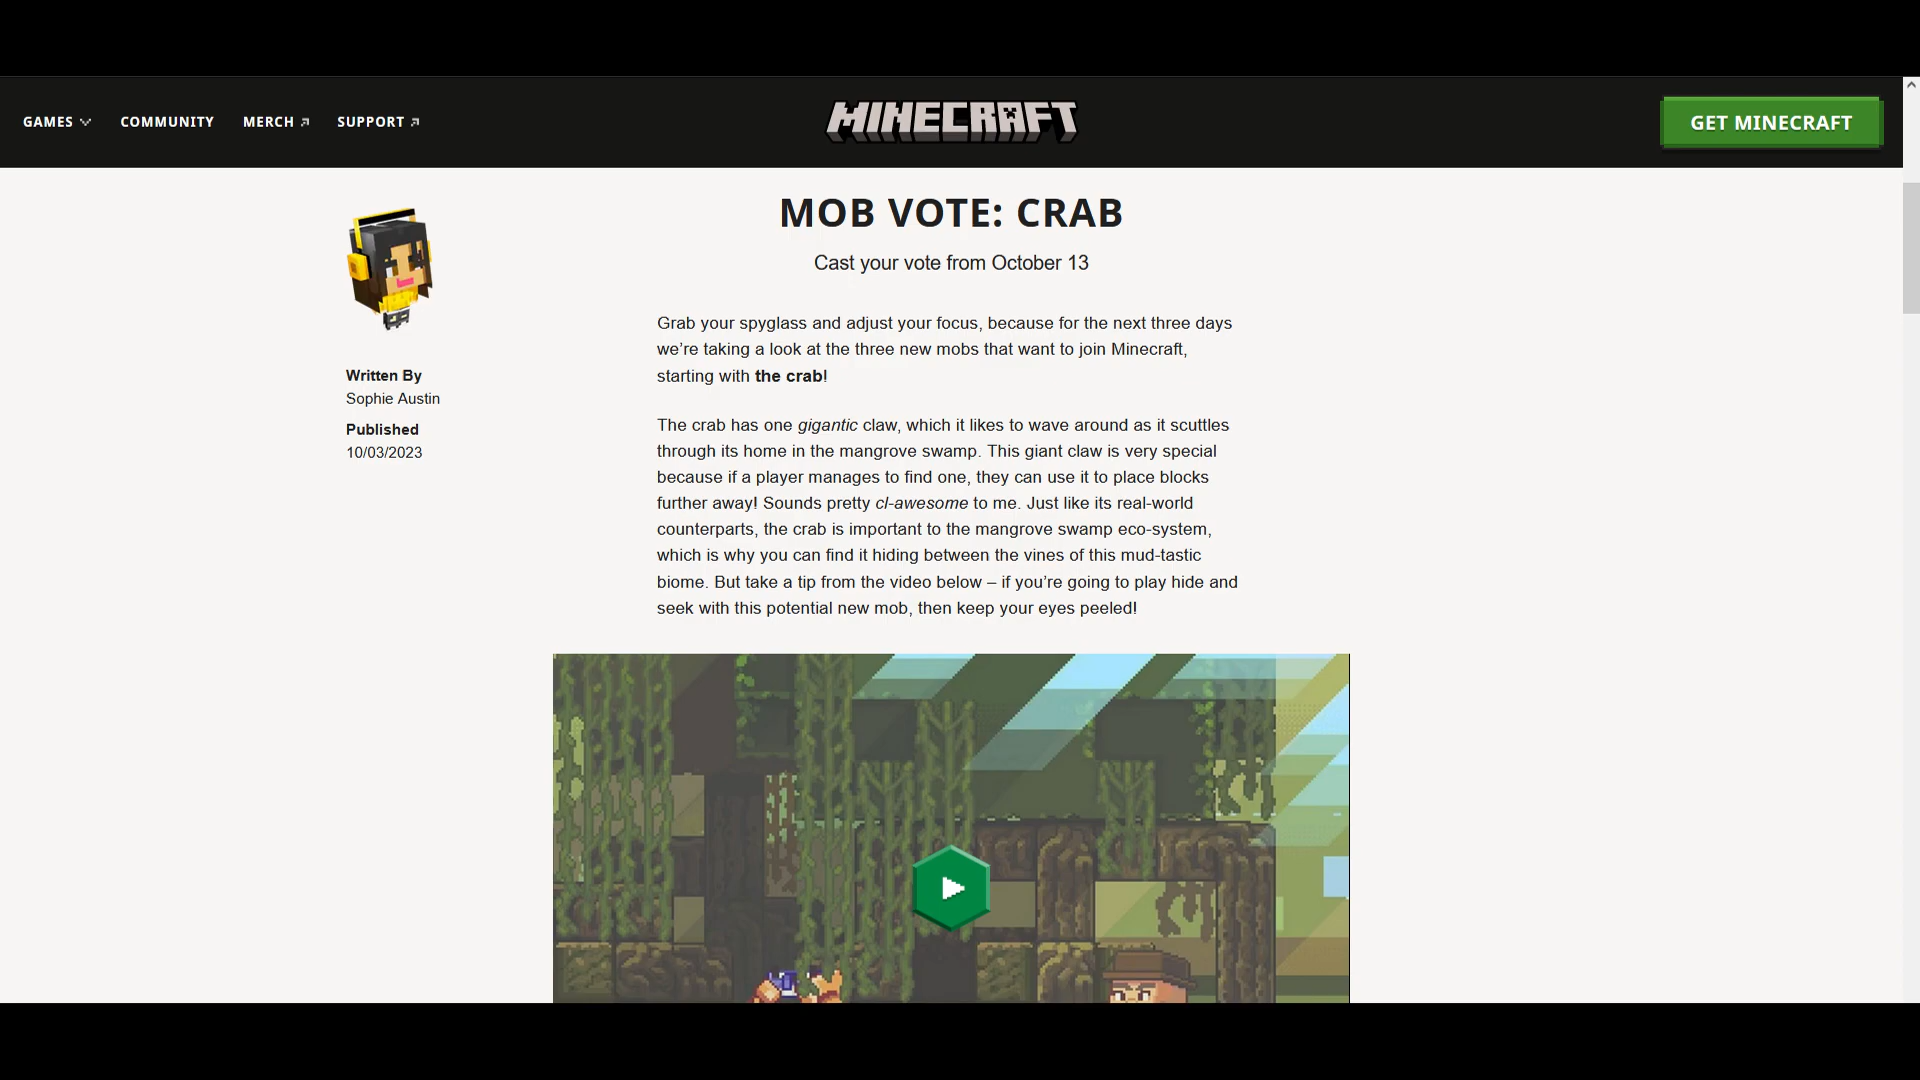 GAMES COMMUNITY MERCH SUPPORT MINECRAFT GET MINECRAFT
MOB VOTE: CRAB
Cast your vote from October 13
Written By
Sophie Austin
Published
10/03/2023
Grab your spyglass and adjust your focus, because for the next three days
we’re taking a look at the three new mobs that want to join Minecraft,
starting with the crab!
The crab has one gigantic claw, which it likes to wave around as it scuttles
through its home in the mangrove swamp. This giant claw is very special
because if a player manages to find one, they can use it to place blocks
further away! Sounds pretty cl-awesome to me. Just like its real-world
counterparts, the crab is important to the mangrove swamp eco-system,
which is why you can find it hiding between the vines of this mud-tastic
biome. But take a tip from the video below – if you’re going to play hide and
seek with this potential new mob, then keep your eyes peeled!